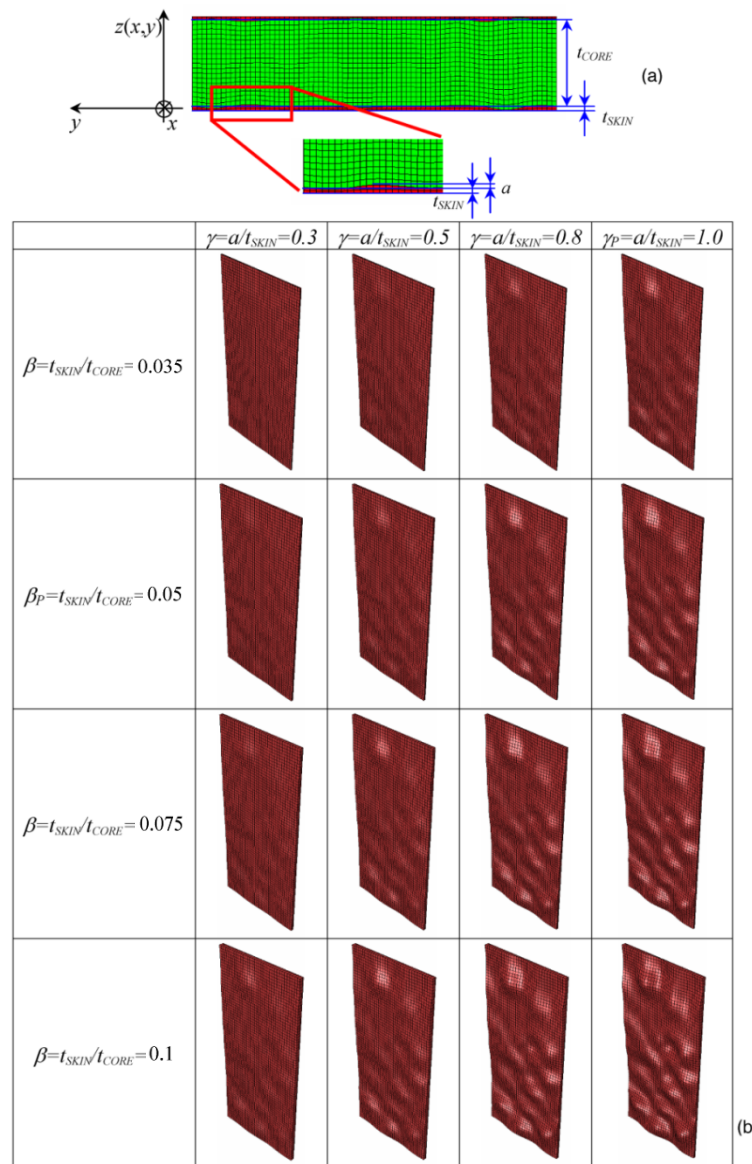 z(x,y)
t_CORE
(a)
y
x
t_SKIN
a
t_SKIN
γ=a/t_SKIN=0.3 γ=a/t_SKIN=0.5 γ=a/t_SKIN=0.8 γ_P=a/t_SKIN=1.0
β=t_SKIN/t_CORE= 0.035
β_P=t_SKIN/t_CORE= 0.05
β=t_SKIN/t_CORE= 0.075
β=t_SKIN/t_CORE= 0.1
(b